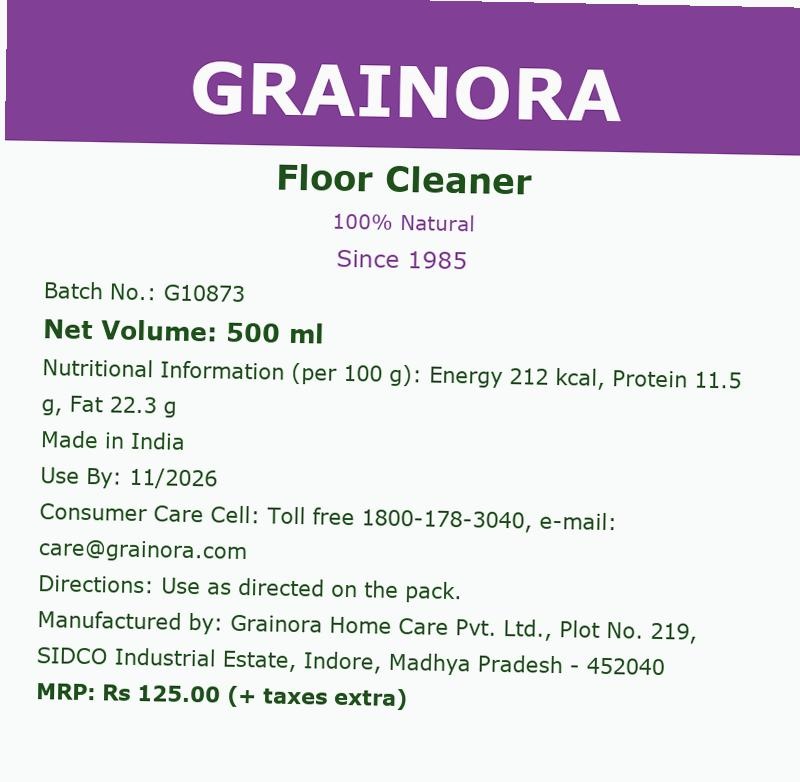 GRAINORA
Floor Cleaner
100% Natural
Since 1985
Batch No.: G10873
Net Volume: 500 ml
Nutritional Information (per 100 g): Energy 212 kcal, Protein 11.5
g, Fat 22.3 g
Made in India
Use By: 11/2026
Consumer Care Cell: Toll free 1800-178-3040, e-mail:
care@grainora.com
Directions: Use as directed on the pack.
Manufactured by: Grainora Home Care Pvt. Ltd., Plot No. 219,
SIDCO Industrial Estate, Indore, Madhya Pradesh - 452040
MRP: Rs 125.00 (+ taxes extra)